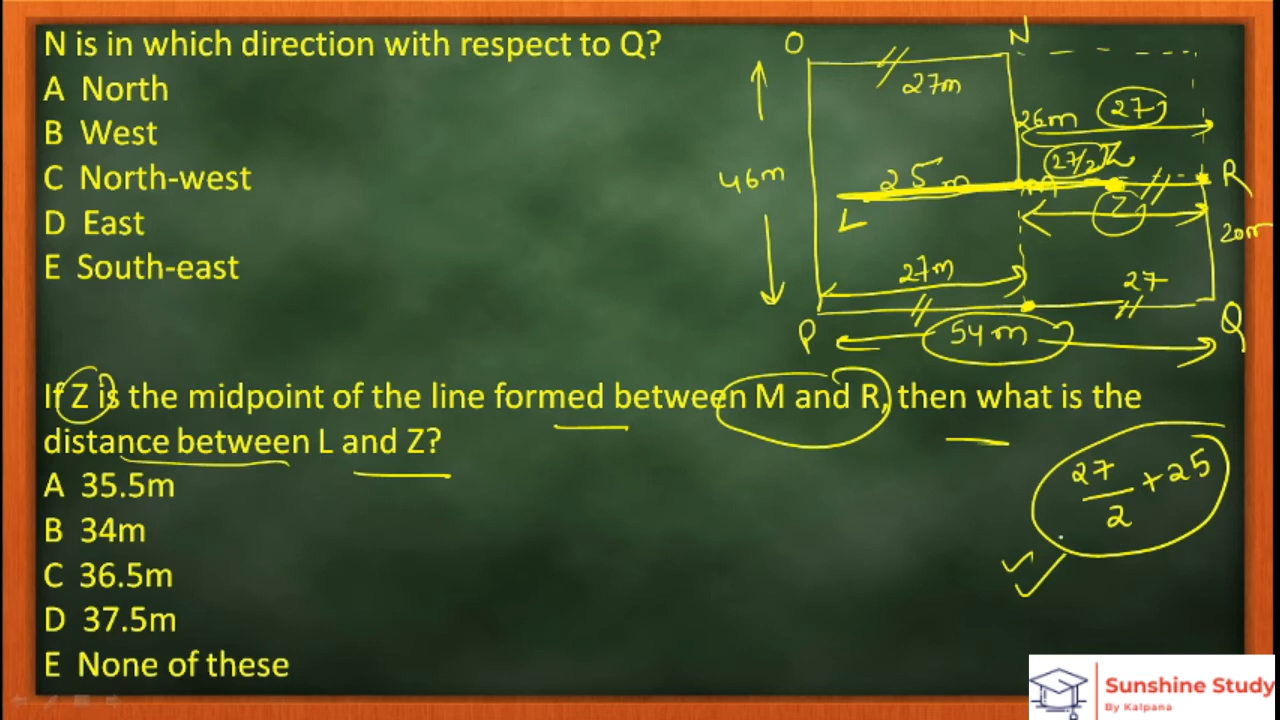 N is in which direction with respect to Q?
A North
B West
C North-west
D East
E South-east
O
N
27m
26m
27
46m
25m
27/2
R
L
Z
20m
27m
27
P
54m
Q
If Z is the midpoint of the line formed between M and R, then what is the
distance between L and Z?
A 35.5m
B 34m
C 36.5m
D 37.5m
E None of these
27/2 + 25
Sunshine Study
By Kalpana